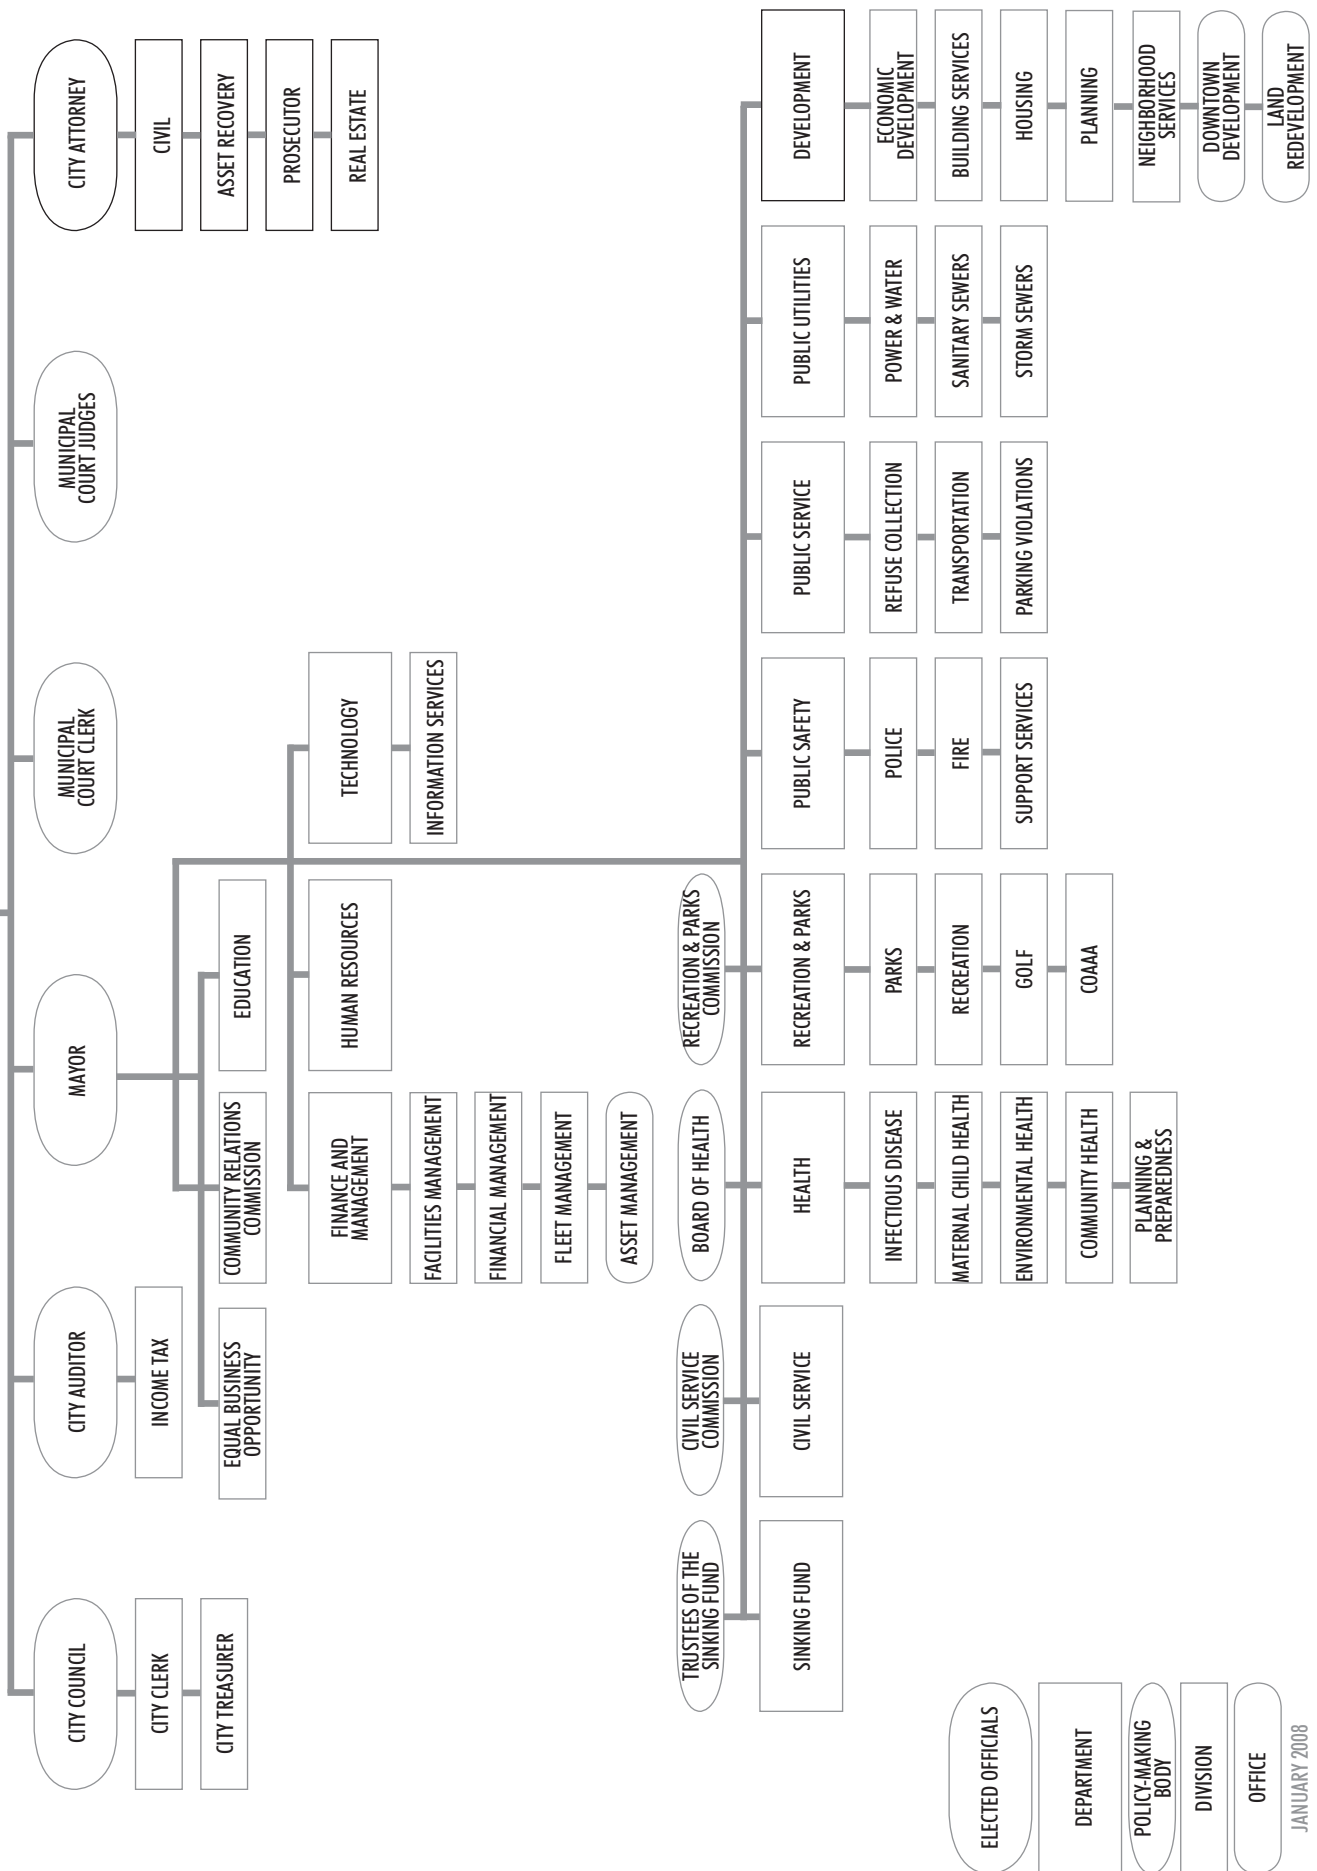 CITY COUNCIL
CITY CLERK
CITY TREASURER
CITY AUDITOR
INCOME TAX
MAYOR
EQUAL BUSINESS
OPPORTUNITY
COMMUNITY RELATIONS
COMMISSION
EDUCATION
FINANCE AND
MANAGEMENT
FACILITIES MANAGEMENT
FINANCIAL MANAGEMENT
FLEET MANAGEMENT
ASSET MANAGEMENT
HUMAN RESOURCES
TECHNOLOGY
INFORMATION SERVICES
MUNICIPAL
COURT CLERK
MUNICIPAL
COURT JUDGES
CITY ATTORNEY
CIVIL
ASSET RECOVERY
PROSECUTOR
REAL ESTATE
TRUSTEES OF THE
SINKING FUND
SINKING FUND
CIVIL SERVICE
COMMISSION
CIVIL SERVICE
BOARD OF HEALTH
HEALTH
INFECTIOUS DISEASE
MATERNAL CHILD HEALTH
ENVIRONMENTAL HEALTH
COMMUNITY HEALTH
PLANNING &
PREPAREDNESS
RECREATION & PARKS
COMMISSION
RECREATION & PARKS
PARKS
RECREATION
GOLF
COAAA
PUBLIC SAFETY
POLICE
FIRE
SUPPORT SERVICES
PUBLIC SERVICE
REFUSE COLLECTION
TRANSPORTATION
PARKING VIOLATIONS
PUBLIC UTILITIES
POWER & WATER
SANITARY SEWERS
STORM SEWERS
DEVELOPMENT
ECONOMIC
DEVELOPMENT
BUILDING SERVICES
HOUSING
PLANNING
NEIGHBORHOOD
SERVICES
DOWNTOWN
DEVELOPMENT
LAND
REDEVELOPMENT
ELECTED OFFICIALS
DEPARTMENT
POLICY-MAKING
BODY
DIVISION
OFFICE
JANUARY 2008